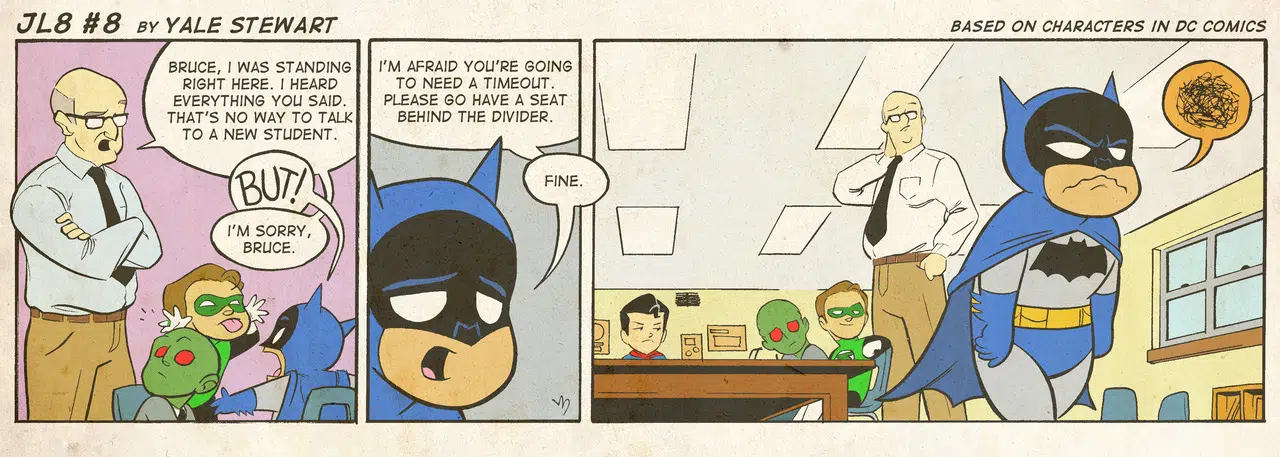 JL8 #8 BY YALE STEWART
BASED ON CHARACTERS IN DC COMICS
BRUCE, I WAS STANDING
RIGHT HERE. I HEARD
EVERYTHING YOU SAID.
THAT'S NO WAY TO TALK
TO A NEW STUDENT.
BUT!
I'M SORRY,
BRUCE.
I'M AFRAID YOU'RE GOING
TO NEED A TIMEOUT.
PLEASE GO HAVE A SEAT
BEHIND THE DIVIDER.
FINE.